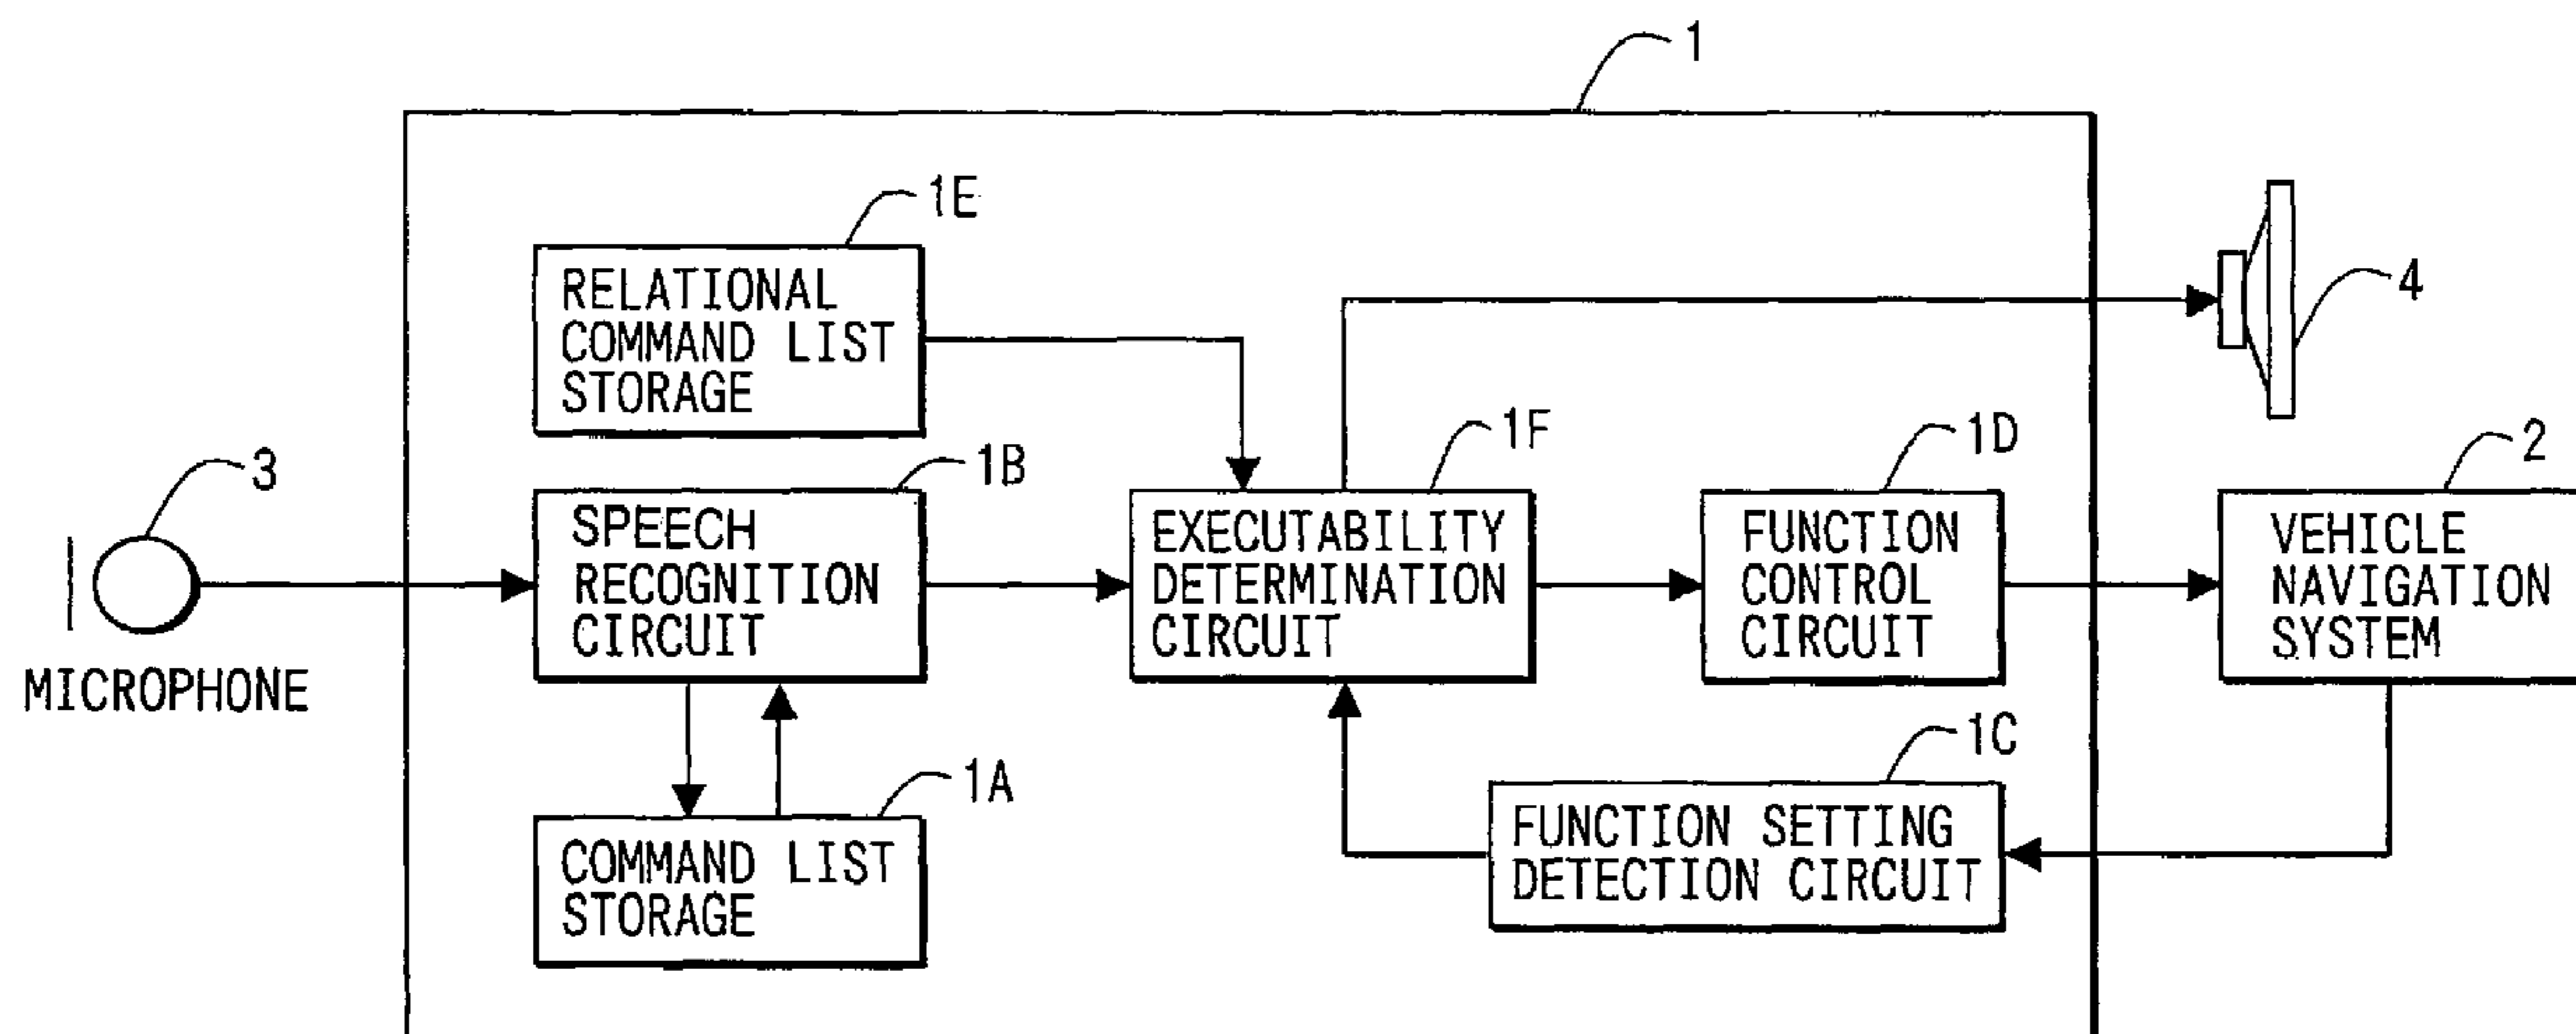 1
1E
RELATIONAL
COMMAND LIST
STORAGE
4
3
1B
1F
1D
2
SPEECH
RECOGNITION
CIRCUIT
EXECUTABILITY
DETERMINATION
CIRCUIT
FUNCTION
CONTROL
CIRCUIT
VEHICLE
NAVIGATION
SYSTEM
MICROPHONE
1A
COMMAND LIST
STORAGE
1C
FUNCTION SETTING
DETECTION CIRCUIT